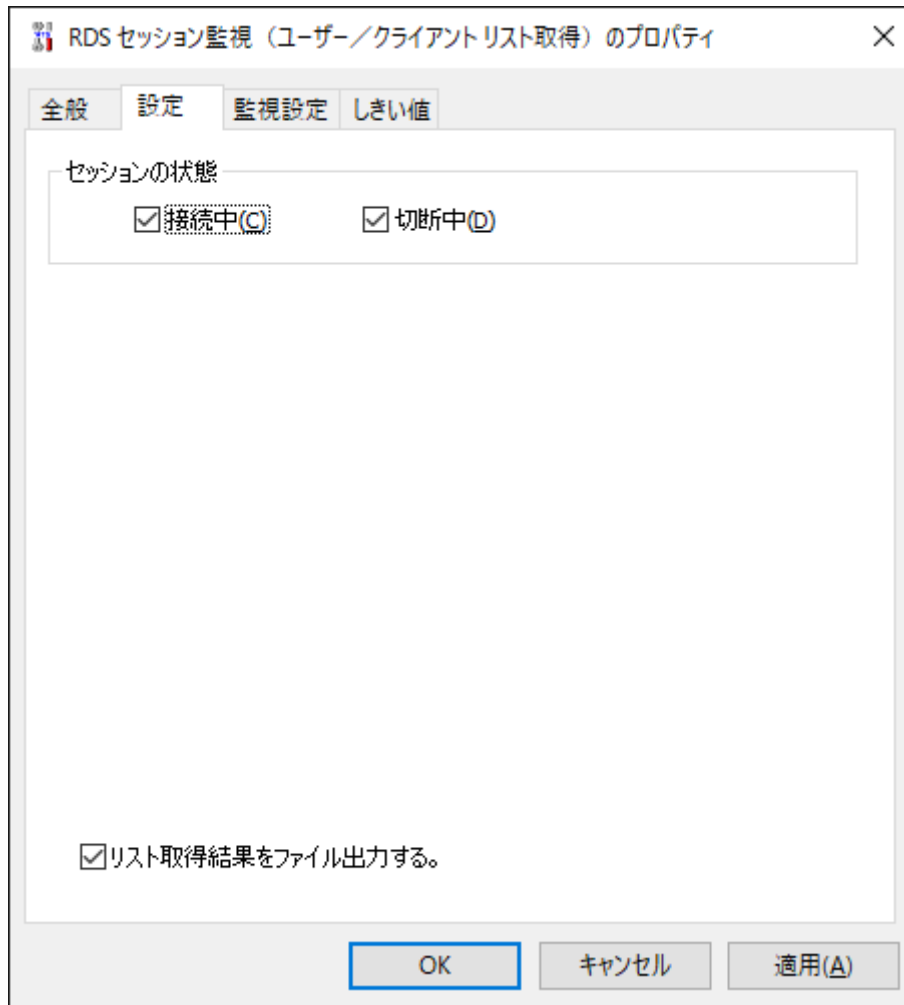 RDS セッション監視（ユーザー／クライアント リスト取得）のプロパティ
全般 設定 監視設定 しきい値
セッションの状態
接続中(C) 切断中(D)
リスト取得結果をファイル出力する。
OK キャンセル 適用(A)